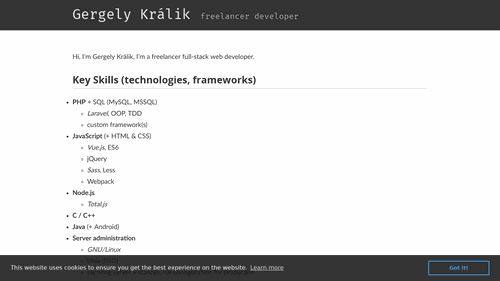 Gergely Králik freelancer developer
Hi, I'm Gergely Králik, I'm a freelancer full-stack web developer.
Key Skills (technologies, frameworks)
PHP + SQL (MySQL, MSSQL)
Laravel, OOP, TDD
custom framework(s)
JavaScript (+ HTML & CSS)
Vue.js, ES6
jQuery
Sass, Less
Webpack
Node.js
Total.js
C / C++
Java (+ Android)
Server administration
GNU/Linux
This website uses cookies to ensure you get the best experience on the website. Learn more
Got it!